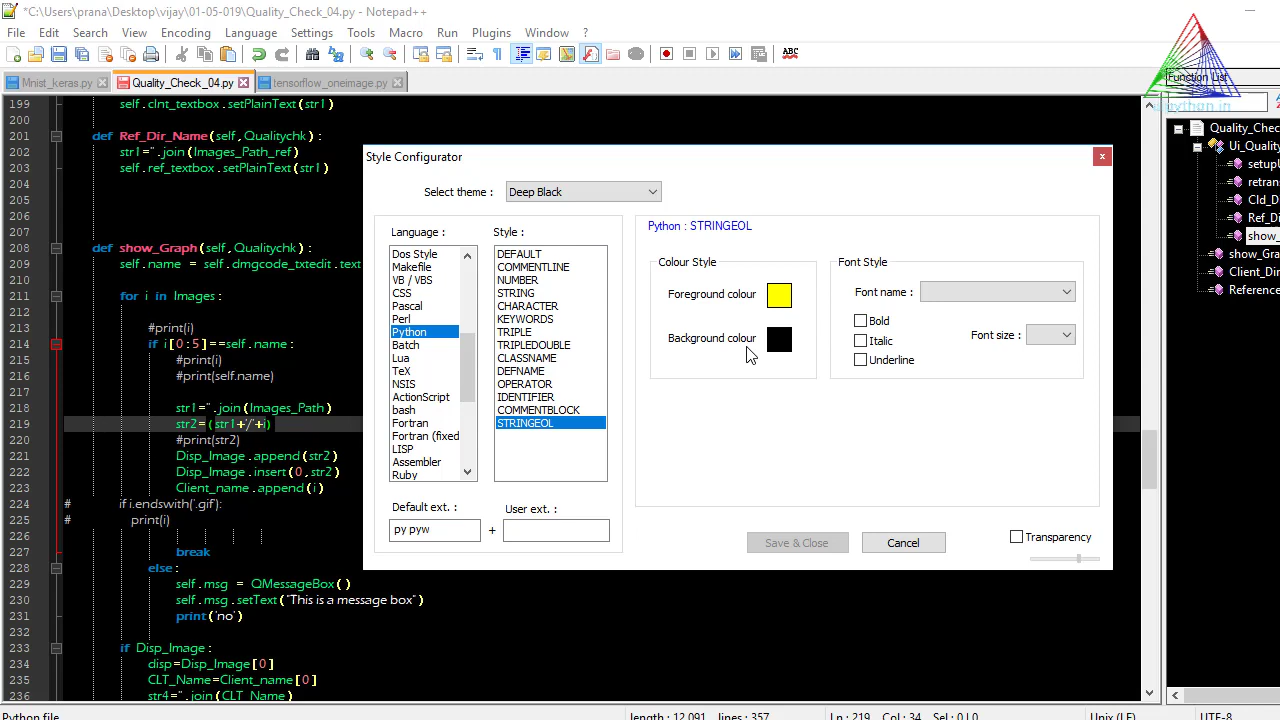 *C:\Users\prana\Desktop\vijay\01-05-019\Quality_Check_04.py - Notepad++
File Edit Search View Encoding Language Settings Tools Macro Run Plugins Window ?
ABC
Mnist_keras.py Quality_Check_04.py tensorflow_oneimage.py
Function List
199 self.clnt_textbox.setPlainText(str1)
200
201 def Ref_Dir_Name(self,Qualitychk):
202 str1=''.join(Images_Path_ref)
203 self.ref_textbox.setPlainText(str1)
204
205
206
207
208 def show_Graph(self,Qualitychk):
209 self.name = self.dmgcode_txtedit.text
210
211 for i in Images:
212
213 #print(i)
214 if i[0:5]==self.name:
215 #print(i)
216 #print(self.name)
217
218 str1=''.join(Images_Path)
219 str2=(str1+'/'+i)
220 #print(str2)
221 Disp_Image.append(str2)
222 Disp_Image.insert(0,str2)
223 Client_name.append(i)
224 # if i.endswith('.gif'):
225 # print(i)
226
227 break
228 else:
229 self.msg = QMessageBox()
230 self.msg.setText("This is a message box")
231 print('no')
232
233 if Disp_Image:
234 disp=Disp_Image[0]
235 CLT_Name=Client_name[0]
236 str4=''.join(CLT_Name)
Style Configurator
Select theme : Deep Black
Language :
Dos Style
Makefile
VB / VBS
CSS
Pascal
Perl
Python
Batch
Lua
TeX
NSIS
ActionScript
bash
Fortran
Fortran (fixed
LISP
Assembler
Ruby
Style :
DEFAULT
COMMENTLINE
NUMBER
STRING
CHARACTER
KEYWORDS
TRIPLE
TRIPLEDOUBLE
CLASSNAME
DEFNAME
OPERATOR
IDENTIFIER
COMMENTBLOCK
STRINGEOL
Default ext. : User ext. :
py pyw +
Python : STRINGEOL
Colour Style
Foreground colour
Background colour
Font Style
Font name :
Bold
Italic
Underline
Font size :
Save & Close Cancel Transparency
Quality_Che
Ui_Quality
setupU
retrans
Cld_D
Ref_Di
show_
show_Gra
Client_Dir
Reference
Python file length : 12,091 lines : 357 Ln : 219 Col : 34 Sel : 0 | 0 Unix (LF) UTF-8